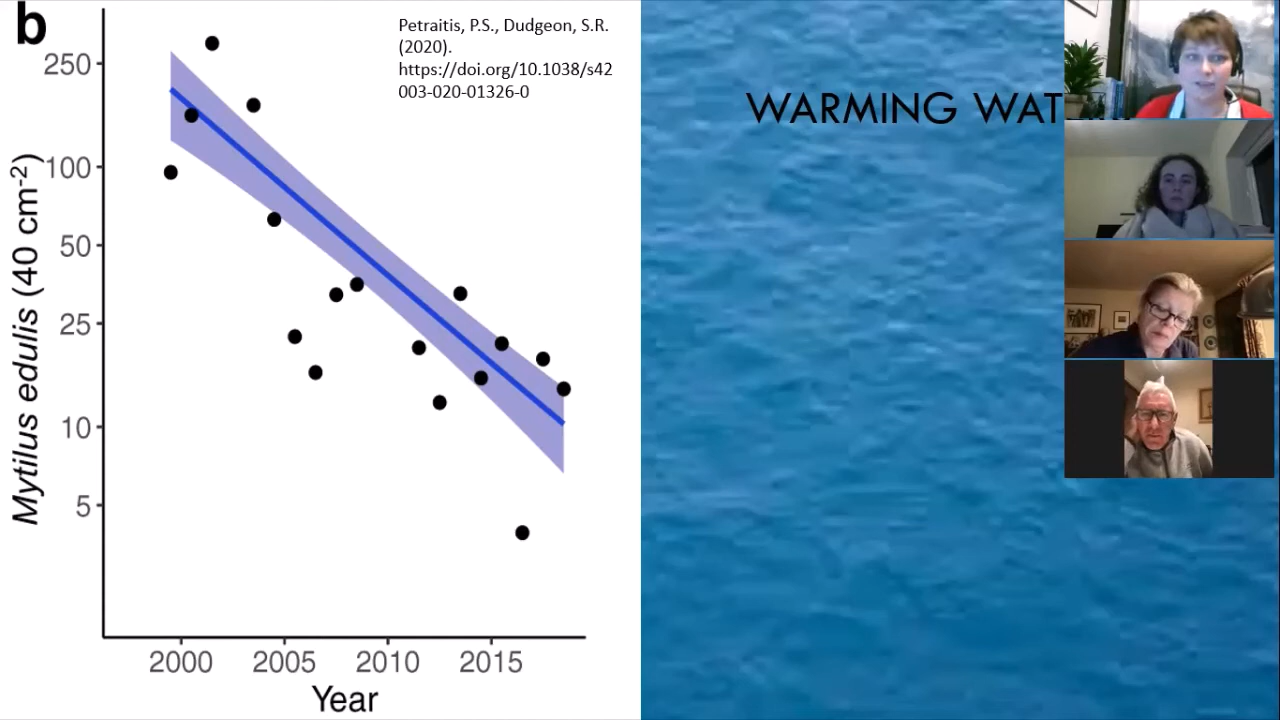 b
Petraitis, P.S., Dudgeon, S.R.
(2020).
https://doi.org/10.1038/s42
003-020-01326-0
WARMING WAT
Mytilus edulis (40 cm-2)
250
100
50
25
10
5
2000 2005 2010 2015
Year